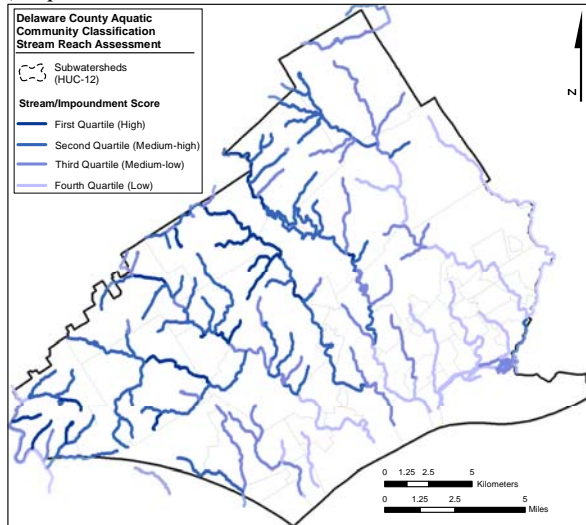 Delaware County Aquatic
Community Classification
Stream Reach Assessment
Subwatersheds
(HUC-12)
Stream/Impoundment Score
First Quartile (High)
Second Quartile (Medium-high)
Third Quartile (Medium-low)
Fourth Quartile (Low)
N
0 1.25 2.5 5
Kilometers
0 1.25 2.5 5
Miles